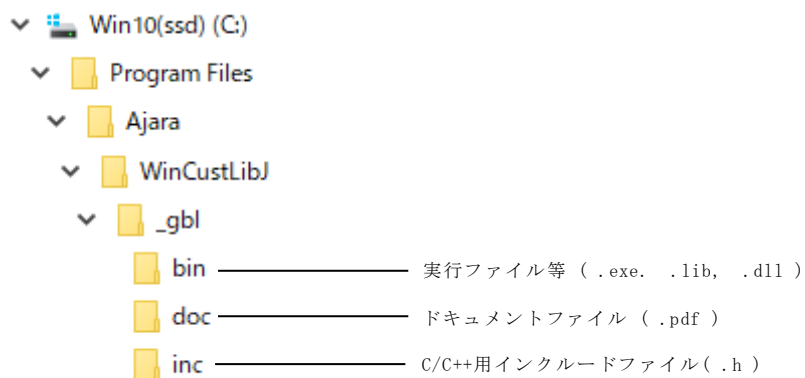 Win10(ssd) (C:)
Program Files
Ajara
WinCustLibJ
_gbl
bin 実行ファイル等 ( .exe. .lib, .dll )
doc ドキュメントファイル ( .pdf )
inc C/C++用インクルードファイル( .h )